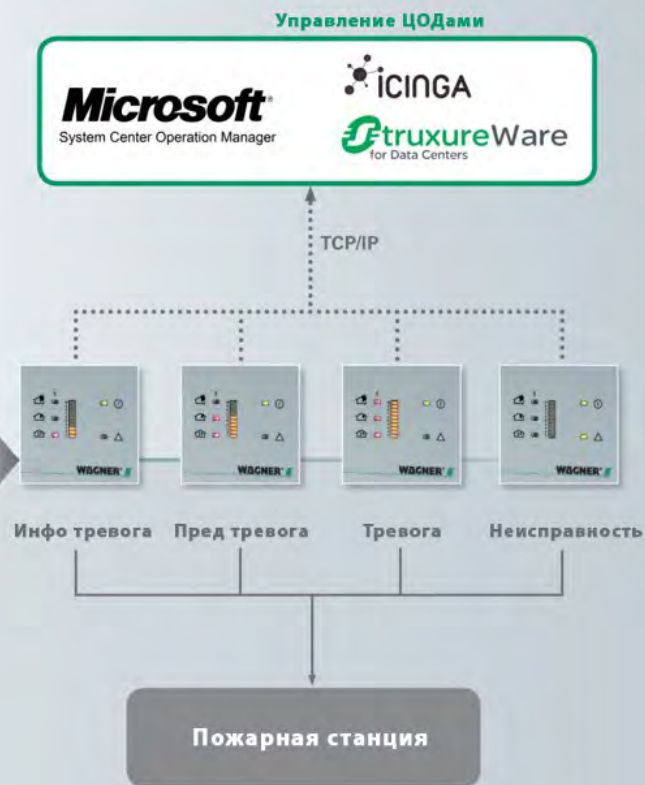 Управление ЦОДами
Microsoft®
System Center Operation Manager
ICINGA
StruxureWare
for Data Centers
TCP/IP
WAGNER
WAGNER
WAGNER
WAGNER
Инфо тревога
Пред тревога
Тревога
Неисправность
Пожарная станция